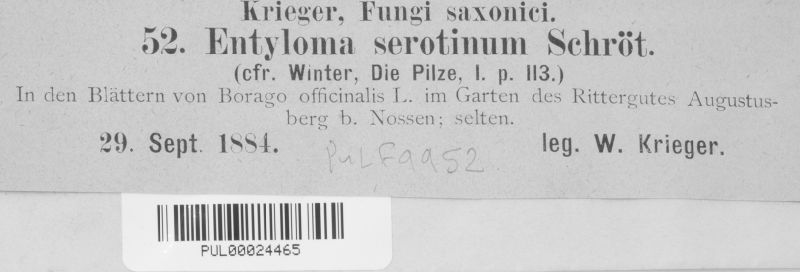 Krieger, Fungi saxonici.
52. Entyloma serotinum Schröt.
(cfr. Winter, Die Pilze, I. p. 113.)
In den Blättern von Borago officinalis L. im Garten des Rittergutes Augustus-
berg b. Nossen; selten.
29. Sept. 1884. leg. W. Krieger.
PULF9952
PUL00024465